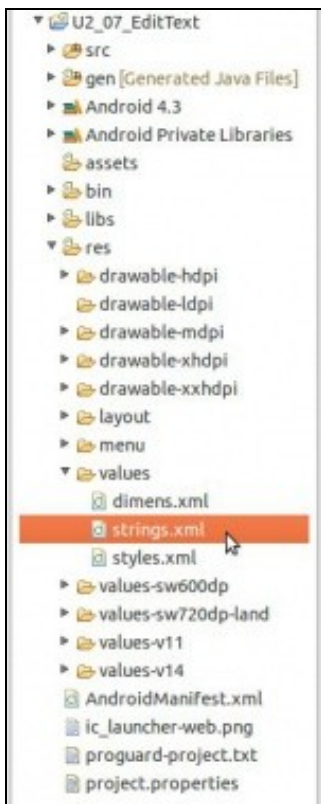 U2_07_EditText
src
gen [Generated Java Files]
Android 4.3
Android Private Libraries
assets
bin
libs
res
drawable-hdpi
drawable-ldpi
drawable-mdpi
drawable-xhdpi
drawable-xxhdpi
layout
menu
values
dimens.xml
strings.xml
styles.xml
values-sw600dp
values-sw720dp-land
values-v11
values-v14
AndroidManifest.xml
ic_launcher-web.png
proguard-project.txt
project.properties